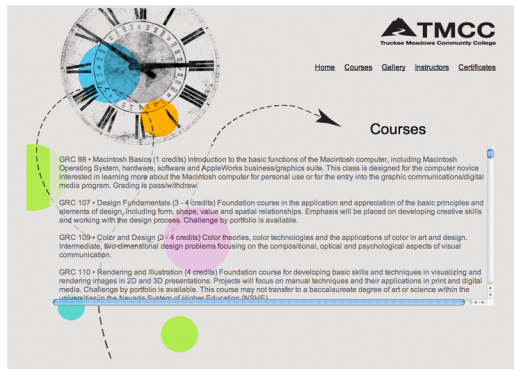 TMCC
Truckee Meadows Community College
Home Courses Gallery Instructors Certificates
Courses
GRC 98 • Macintosh Basics (1 credits) Introduction to the basic functions of the Macintosh computer, including Macintosh
Operating System, hardware, software and AppleWorks business/graphics suite. This class is designed for the computer novice
interested in learning more about the Macintosh computer for personal use or for the entry into the graphic communications/digital
media program. Grading is pass/withdraw.
GRC 107 • Design Fundamentals (3 - 4 credits) Foundation course in the application and appreciation of the basic principles and
elements of design, including form, shape, value and spatial relationships. Emphasis will be placed on developing creative skills
and working with the design process. Challenge by portfolio is available.
GRC 109 • Color and Design (3 - 4 credits) Color theories, color technologies and the applications of color in art and design.
Intermediate, two-dimensional design problems focusing on the compositional, optical and psychological aspects of visual
communication.
GRC 110 • Rendering and Illustration (4 credits) Foundation course for developing basic skills and techniques in visualizing and
rendering images in 2D and 3D presentations. Projects will focus on manual techniques and their applications in print and digital
media. Challenge by portfolio is available. This course may not transfer to a baccalaureate degree of art or science within the
universities in the Nevada System of Higher Education (NSHE).